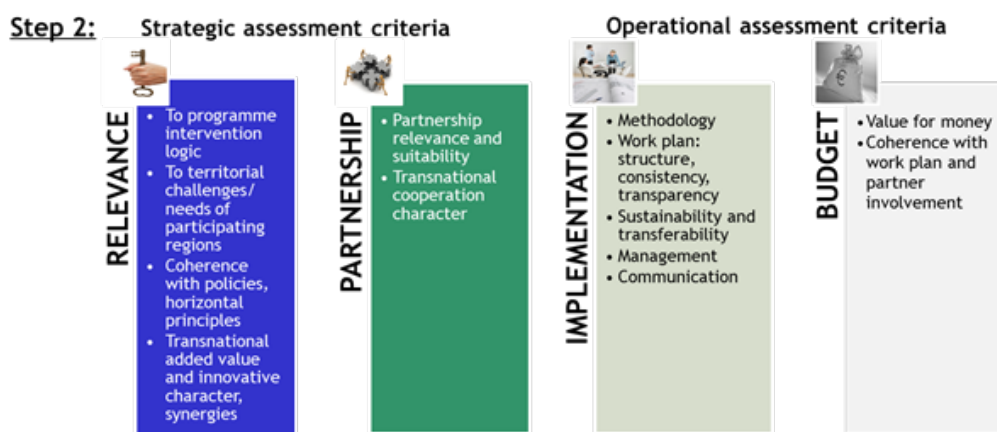 Step 2:
Strategic assessment criteria
Operational assessment criteria
RELEVANCE
• To programme
intervention
logic
• To territorial
challenges/
needs of
participating
regions
• Coherence
with policies,
horizontal
principles
• Transnational
added value
and innovative
character,
synergies
PARTNERSHIP
• Partnership
relevance and
suitability
• Transnational
cooperation
character
IMPLEMENTATION
• Methodology
• Work plan:
structure,
consistency,
transparency
• Sustainability and
transferability
• Management
• Communication
€
BUDGET
•Value for money
•Coherence with
work plan and
partner
involvement